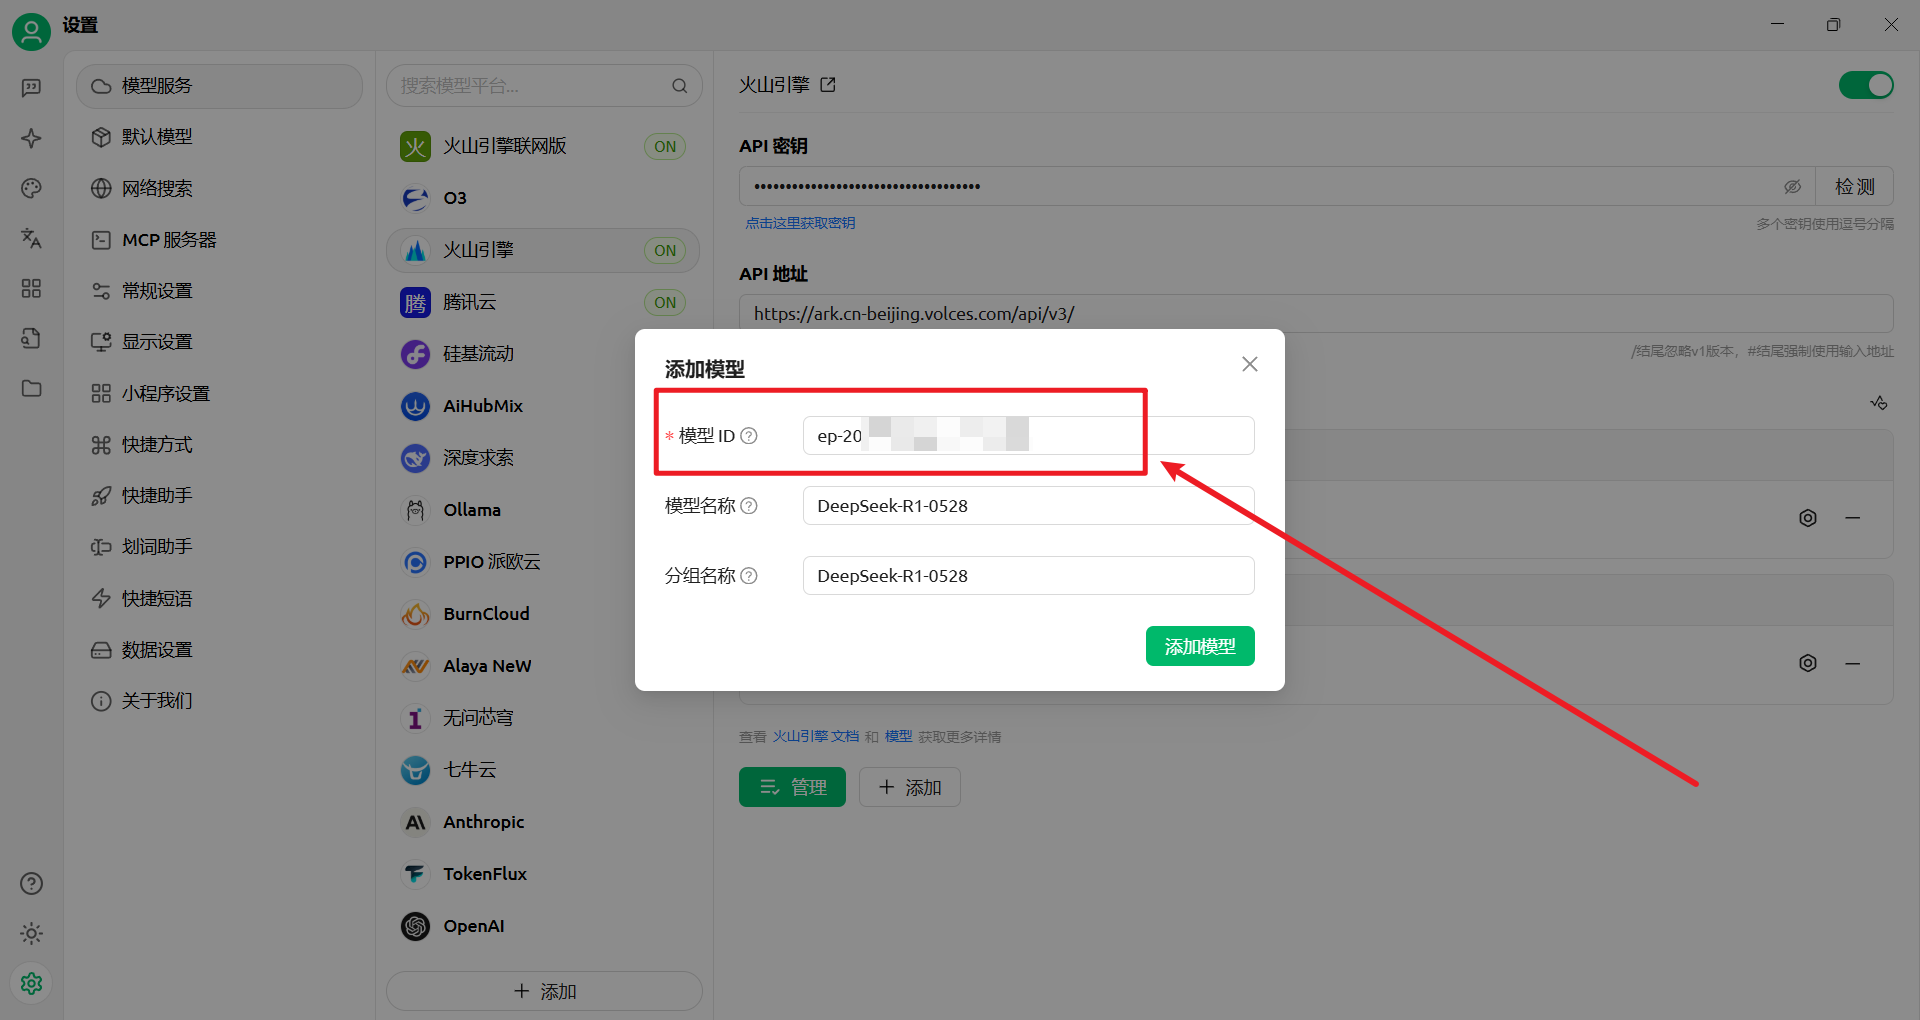 设置
模型服务
默认模型
网络搜索
MCP 服务器
常规设置
显示设置
小程序设置
快捷方式
快捷助手
划词助手
快捷短语
数据设置
关于我们
搜索模型平台...
火 火山引擎联网版 ON
O3
火山引擎 ON
腾 腾讯云 ON
硅基流动
AiHubMix
深度求索
Ollama
PPIO 派欧云
BurnCloud
Alaya NeW
无问芯穹
七牛云
Anthropic
TokenFlux
OpenAI
添加
火山引擎
API 密钥
检测
点击这里获取密钥
多个密钥使用逗号分隔
API 地址
https://ark.cn-beijing.volces.com/api/v3/
/结尾忽略v1版本，#结尾强制使用输入地址
添加模型
* 模型 ID
ep-20
模型名称
DeepSeek-R1-0528
分组名称
DeepSeek-R1-0528
添加模型
查看 火山引擎 文档 和 模型 获取更多详情
管理
添加